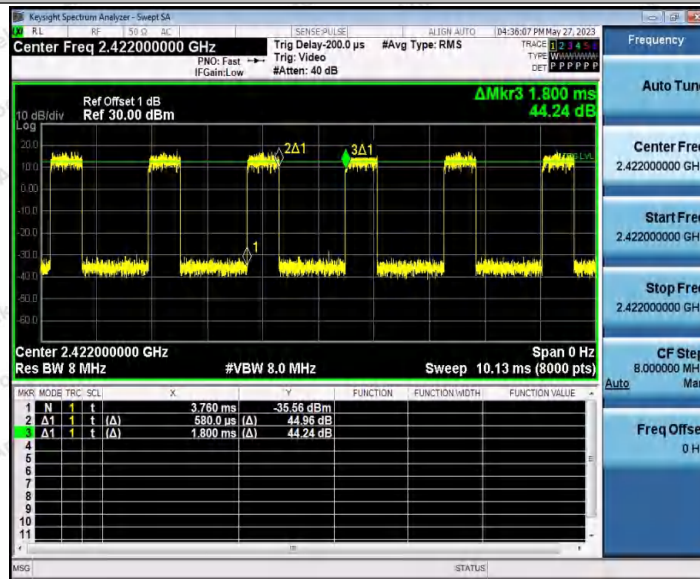 Keysight Spectrum Analyzer - Swept SA
RL RF 50 Ω AC SENSE:PULSE ALIGN AUTO 04:36:07 PM May 27, 2023
Center Freq 2.422000000 GHz
PNO: Fast
IFGain:Low
Trig Delay-200.0 µs
Trig: Video
#Atten: 40 dB
#Avg Type: RMS
TRACE 1 2 3 4 5 6
TYPE WWWWWW
DET P P P P P P
ΔMkr3 1.800 ms
44.24 dB
Ref Offset 1 dB
10 dB/div Ref 30.00 dBm
Log
20.0
10.0
0.00
-10.0
-20.0
-30.0
-40.0
-50.0
-60.0
2Δ1
3Δ1
1
Center 2.422000000 GHz Span 0 Hz
Res BW 8 MHz #VBW 8.0 MHz Sweep 10.13 ms (8000 pts)
MKR MODE TRC SCL X Y FUNCTION FUNCTION WIDTH FUNCTION VALUE
1 N 1 t 3.760 ms -35.56 dBm
2 Δ1 1 t (Δ) 580.0 µs (Δ) 44.96 dB
3 Δ1 1 t (Δ) 1.800 ms (Δ) 44.24 dB
4
5
6
7
8
9
10
11
MSG STATUS
Frequency
Auto Tune
Center Freq
2.422000000 GH
Start Freq
2.422000000 GH
Stop Freq
2.422000000 GH
CF Step
8.000000 MH
Auto Man
Freq Offset
0 H